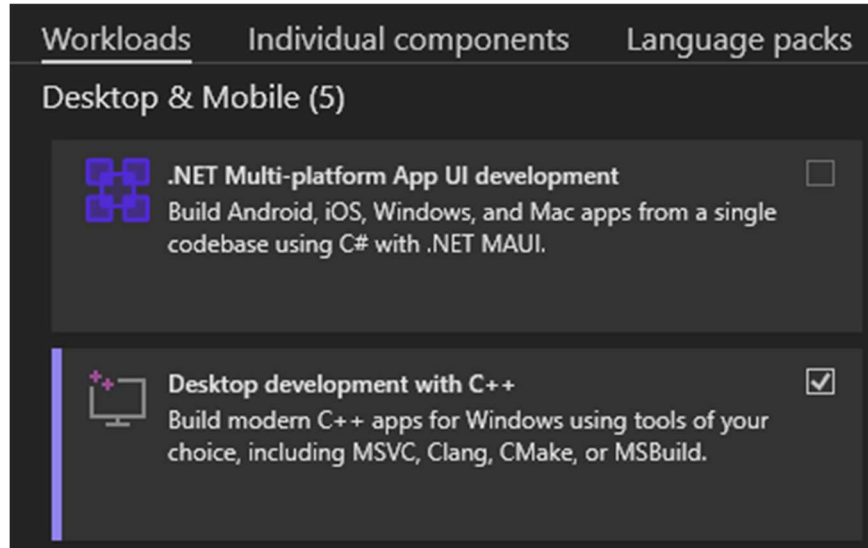 Workloads Individual components Language packs
Desktop & Mobile (5)
.NET Multi-platform App UI development
Build Android, iOS, Windows, and Mac apps from a single
codebase using C# with .NET MAUI.
Desktop development with C++
Build modern C++ apps for Windows using tools of your
choice, including MSVC, Clang, CMake, or MSBuild.